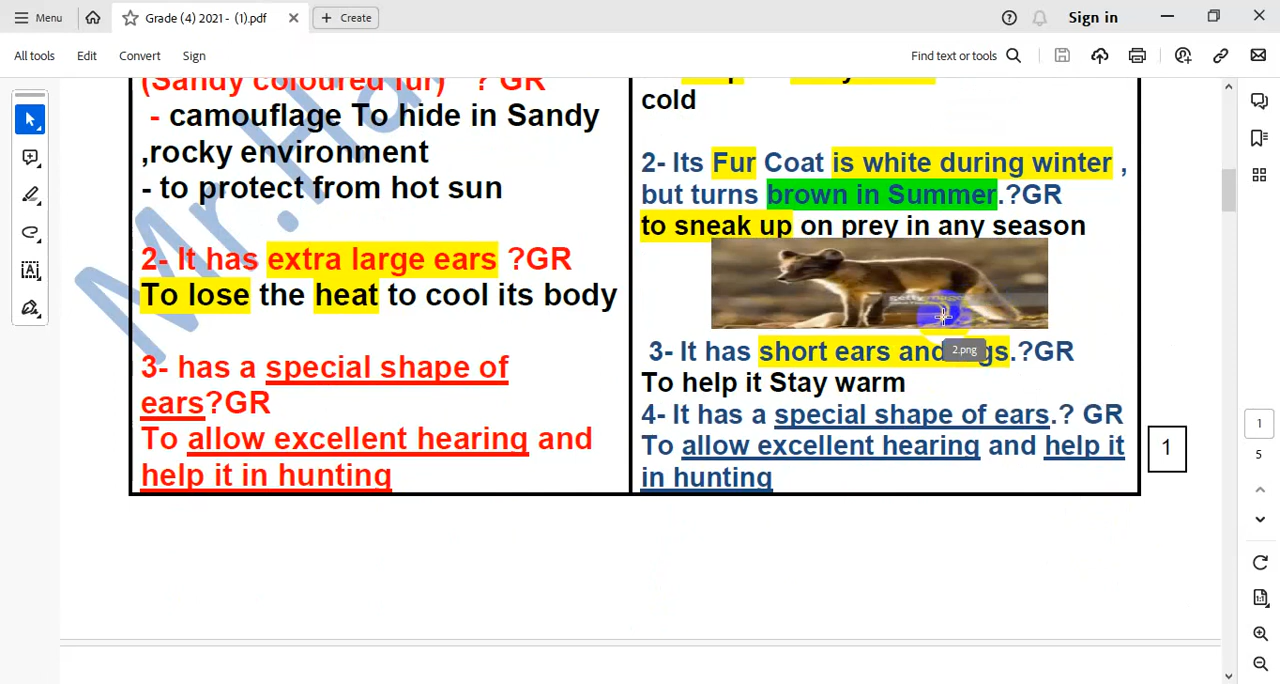 Menu
Grade (4) 2021 - (1).pdf
Create
Sign in
All tools
Edit
Convert
Sign
Find text or tools
(Sandy coloured fur) ? GR
- camouflage To hide in Sandy
,rocky environment
- to protect from hot sun
2- It has extra large ears ?GR
To lose the heat to cool its body
3- has a special shape of
ears?GR
To allow excellent hearing and
help it in hunting
cold
2- Its Fur Coat is white during winter ,
but turns brown in Summer.?GR
to sneak up on prey in any season
gettyimages
3- It has short ears and legs.?GR
2.png
To help it Stay warm
4- It has a special shape of ears.? GR
To allow excellent hearing and help it
in hunting
1
1
5